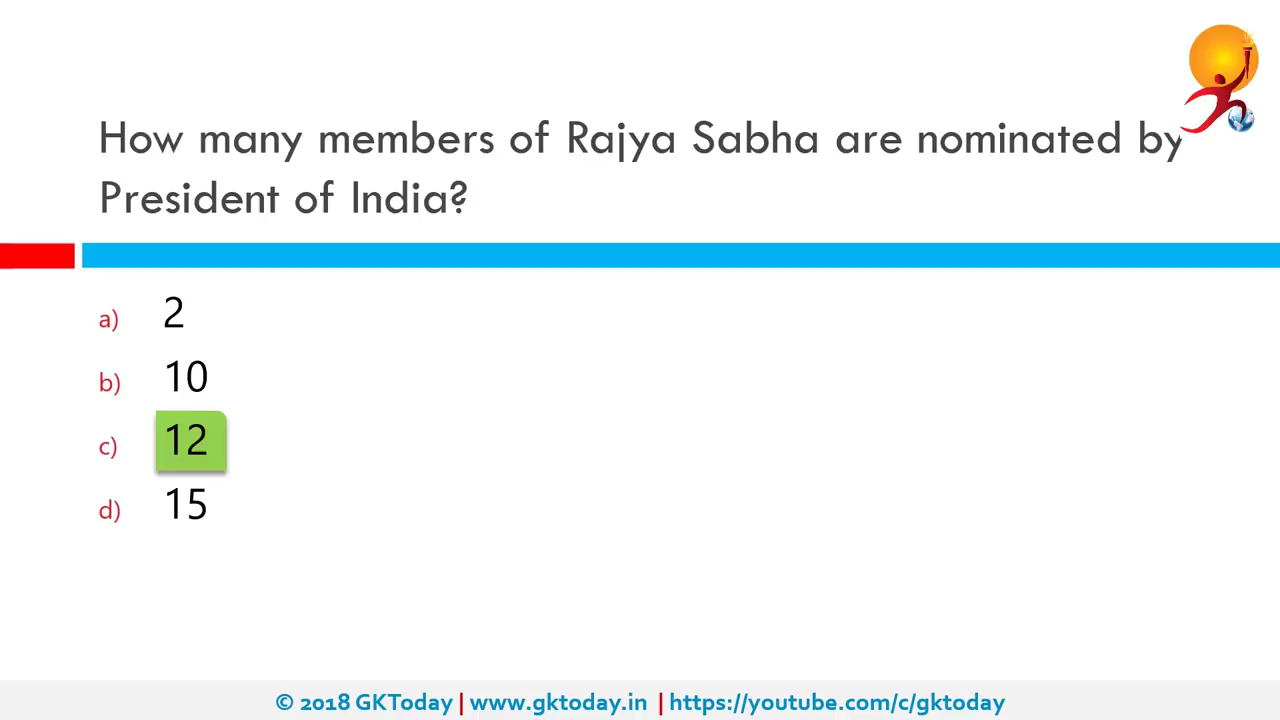 How many members of Rajya Sabha are nominated by
President of India?
a) 2
b) 10
c) 12
d) 15
© 2018 GKToday | www.gktoday.in | https://youtube.com/c/gktoday